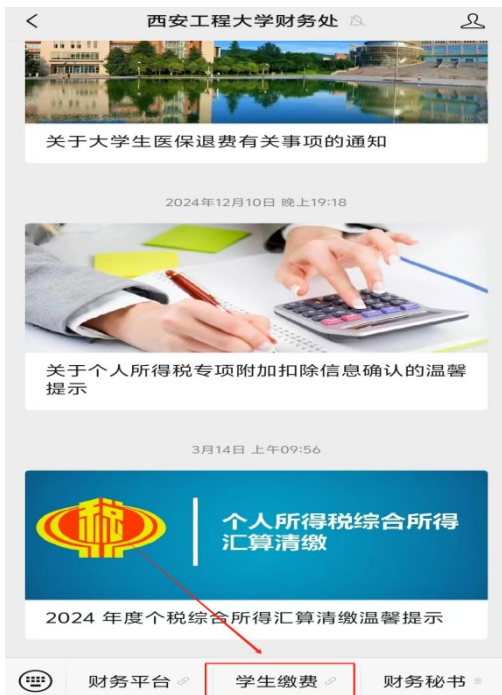 西安工程大学财务处
关于大学生医保退费有关事项的通知
2024年12月10日 晚上19:18
关于个人所得税专项附加扣除信息确认的温馨
提示
3月14日 上午09:56
税
个人所得税综合所得
汇算清缴
2024 年度个税综合所得汇算清缴温馨提示
财务平台
学生缴费
财务秘书